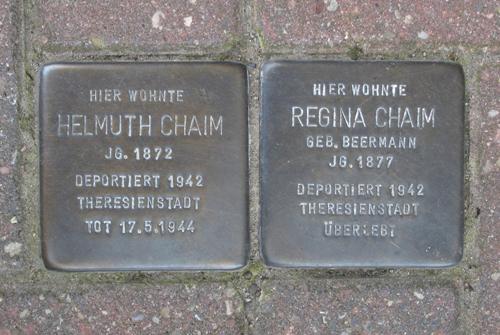 HIER WOHNTE
HELMUTH CHAIM
JG. 1872
DEPORTIERT 1942
THERESIENSTADT
TOT 17.5.1944
HIER WOHNTE
REGINA CHAIM
GEB. BEERMANN
JG. 1877
DEPORTIERT 1942
THERESIENSTADT
ÜBERLEBT